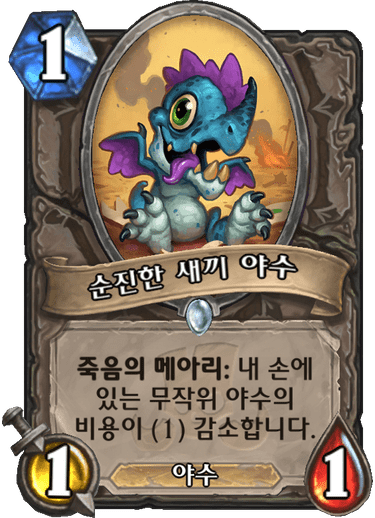 1
순진한 새끼 야수
죽음의 메아리: 내 손에
있는 무작위 야수의
비용이 (1) 감소합니다.
1
야수
1